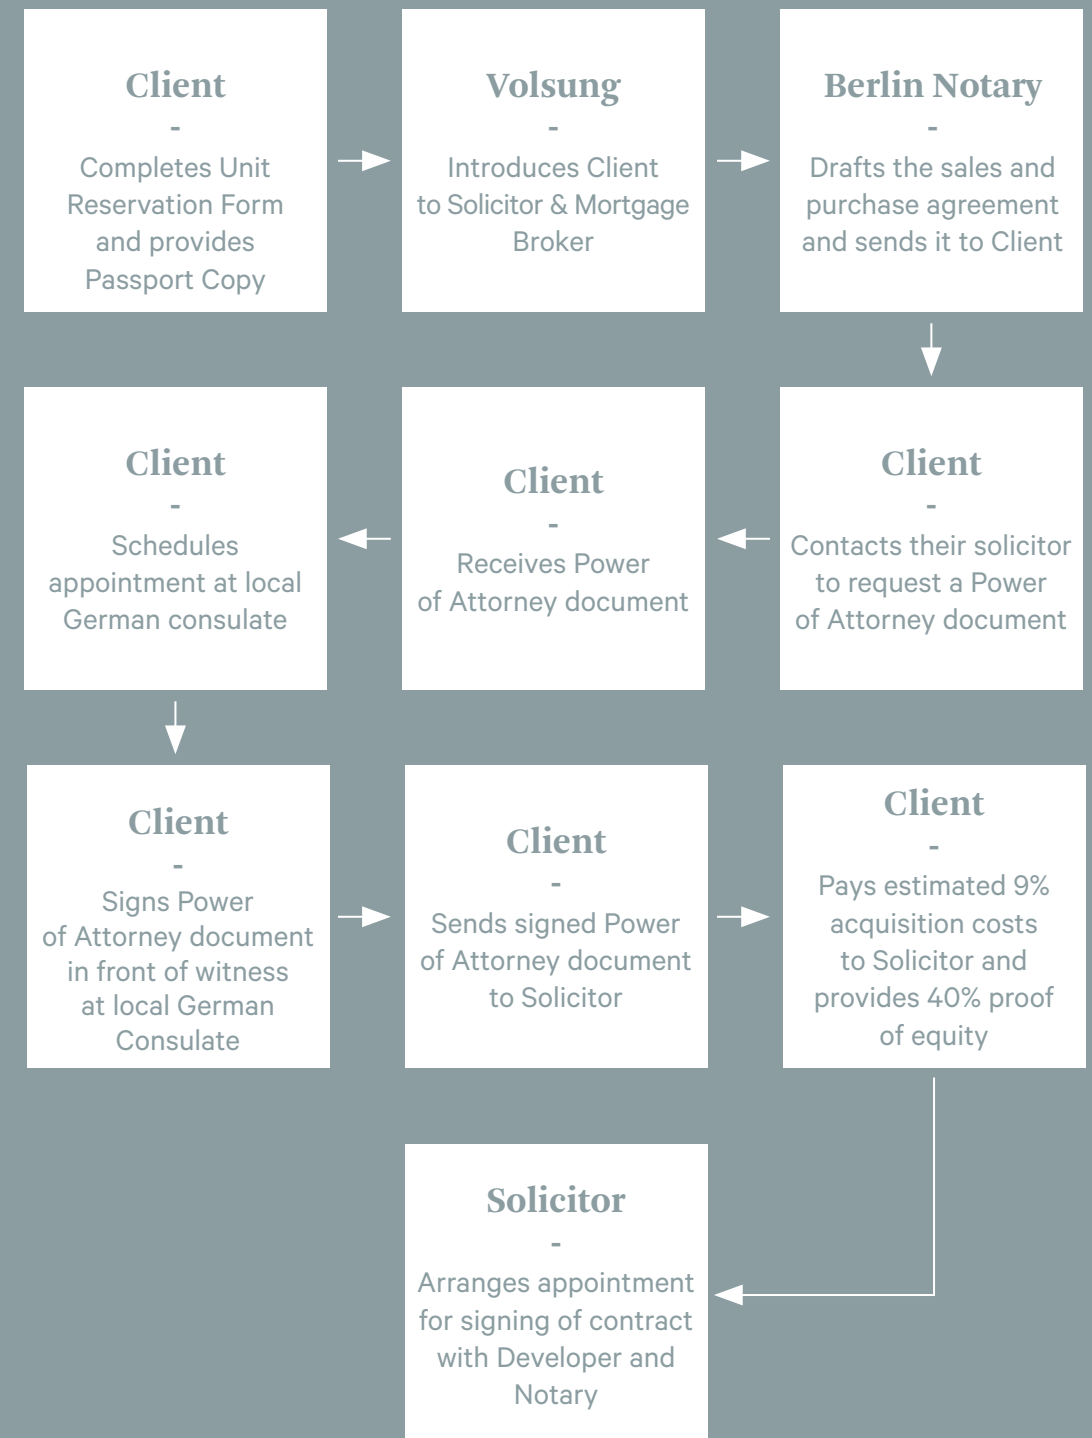 Client
-
Completes Unit
Reservation Form
and provides
Passport Copy
Volsung
-
Introduces Client
to Solicitor & Mortgage
Broker
Berlin Notary
-
Drafts the sales and
purchase agreement
and sends it to Client
Client
-
Contacts their solicitor
to request a Power
of Attorney document
Client
-
Receives Power
of Attorney document
Client
-
Schedules
appointment at local
German consulate
Client
-
Signs Power
of Attorney document
in front of witness
at local German
Consulate
Client
-
Sends signed Power
of Attorney document
to Solicitor
Client
-
Pays estimated 9%
acquisition costs
to Solicitor and
provides 40% proof
of equity
Solicitor
-
Arranges appointment
for signing of contract
with Developer and
Notary